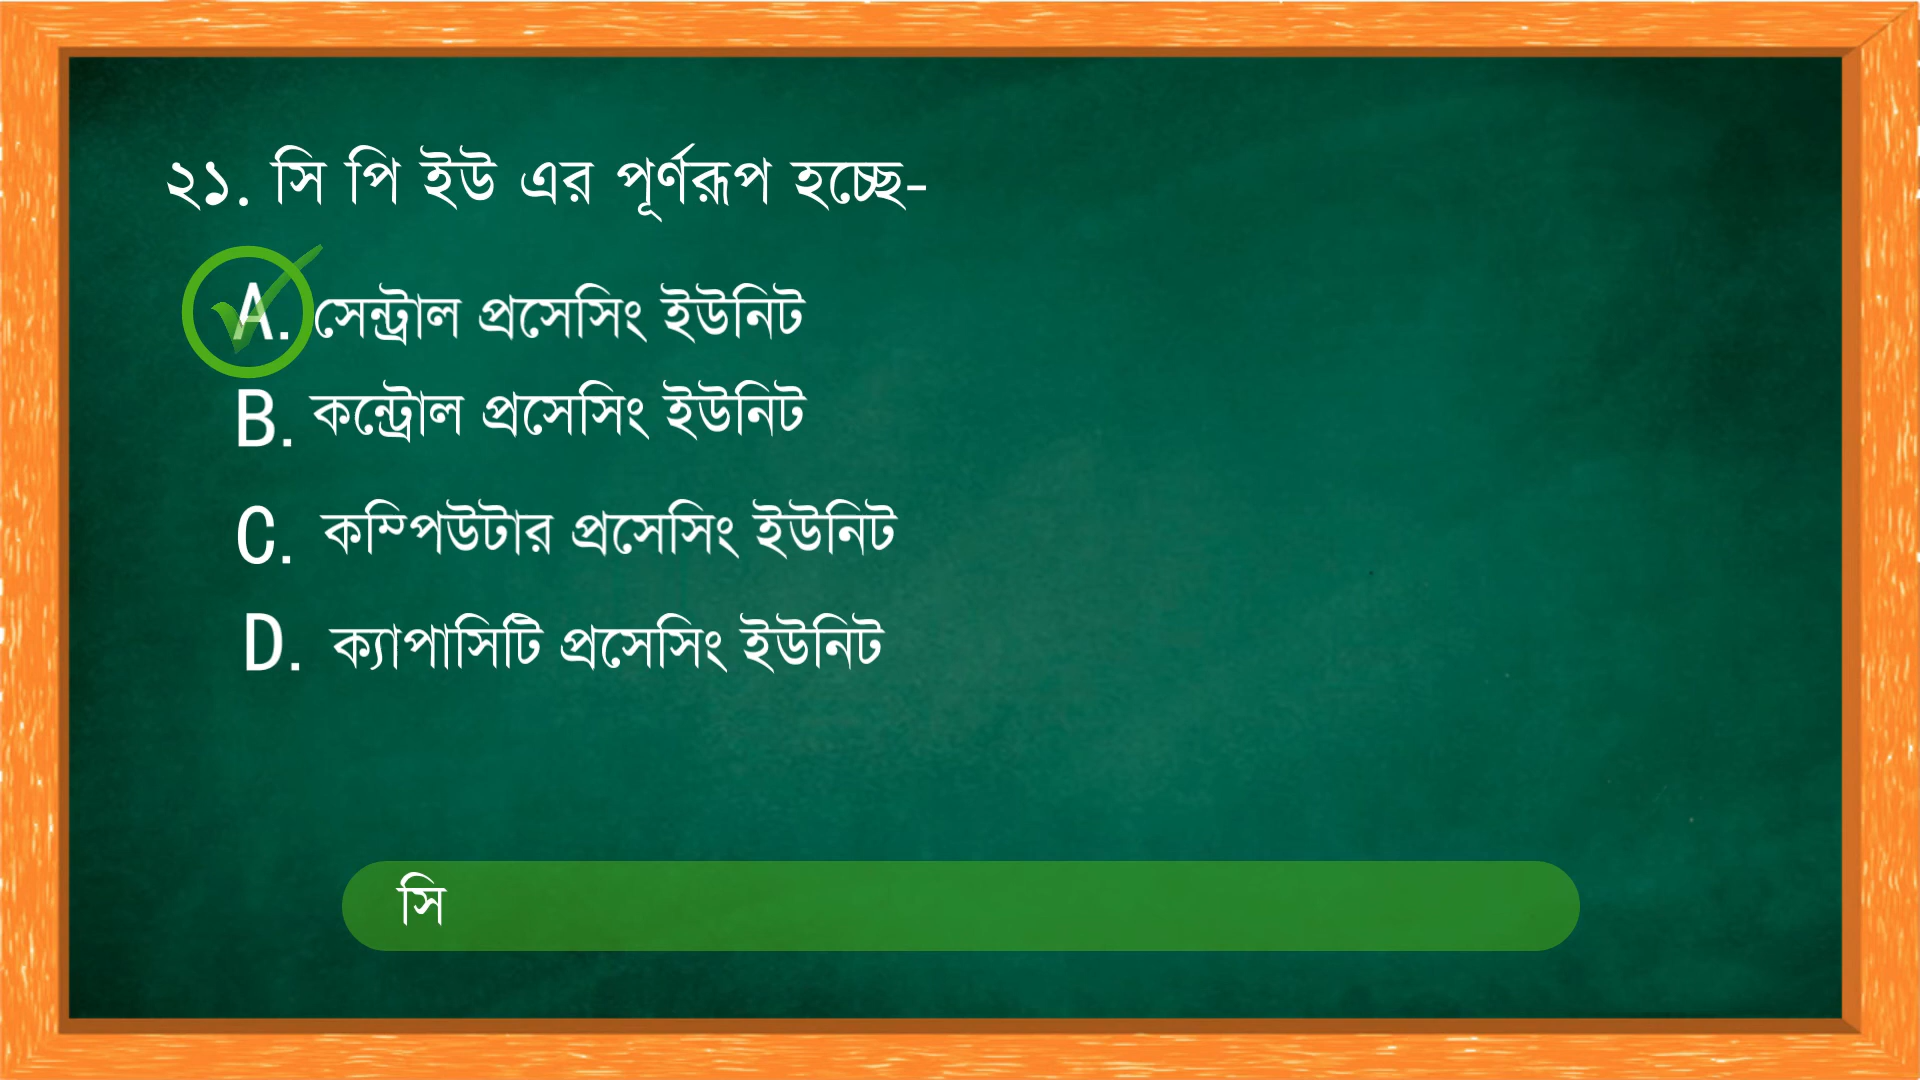 ২১. সি পি ইউ এর পূর্ণরূপ হচ্ছে-
A. সেন্ট্রাল প্রসেসিং ইউনিট
B. কন্ট্রোল প্রসেসিং ইউনিট
C. কম্পিউটার প্রসেসিং ইউনিট
D. ক্যাপাসিটি প্রসেসিং ইউনিট
সি